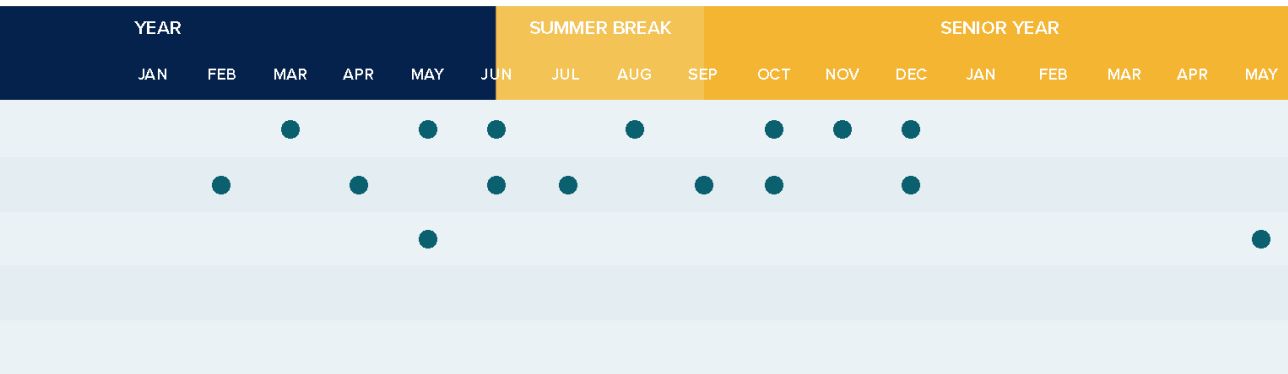 YEAR SUMMER BREAK SENIOR YEAR
JAN FEB MAR APR MAY JUN JUL AUG SEP OCT NOV DEC JAN FEB MAR APR MAY